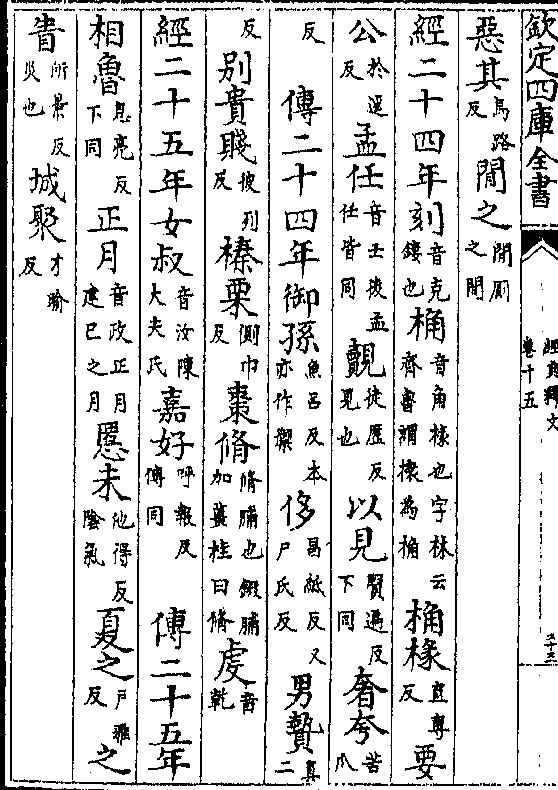 欽定四庫全書
經典釋文
卷十五
惡其烏路反間之間厠之間
經二十四年刻音克鏤也桷音角榱也字林云齊魯謂榱為桷桷椽直專反要
公於遥反孟任音壬後孟任皆同覿徒歷反見也以見賢遍反下同奢夸苦瓜
反　傳二十四年御孫魚呂反本亦作禦侈昌紙反又尸氏反男贄真二
反别貴賤彼列反榛栗側巾反棗脩脩脯也鍛脯加薑桂曰脩虔音乾
經二十五年女叔音汝陳大夫氏嘉好呼報反傳同　傳二十五年
相魯息亮反下同正月音政正月建巳之月慝未他得反陰氣夏之戸雅反之
眚所景反災也城聚才喻反